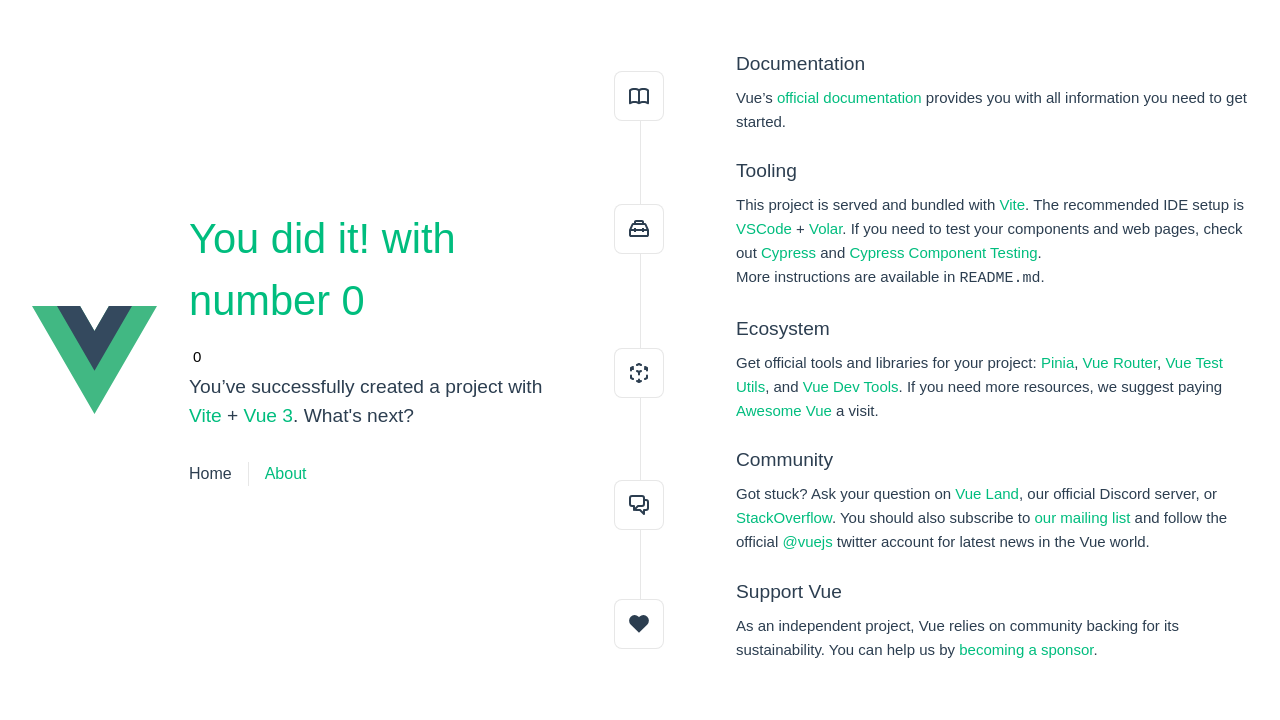 You did it! with
number 0
0
You’ve successfully created a project with
Vite + Vue 3. What's next?
Home
About
Documentation
Vue’s official documentation provides you with all information you need to get
started.
Tooling
This project is served and bundled with Vite. The recommended IDE setup is
VSCode + Volar. If you need to test your components and web pages, check
out Cypress and Cypress Component Testing.
More instructions are available in README.md.
Ecosystem
Get official tools and libraries for your project: Pinia, Vue Router, Vue Test
Utils, and Vue Dev Tools. If you need more resources, we suggest paying
Awesome Vue a visit.
Community
Got stuck? Ask your question on Vue Land, our official Discord server, or
StackOverflow. You should also subscribe to our mailing list and follow the
official @vuejs twitter account for latest news in the Vue world.
Support Vue
As an independent project, Vue relies on community backing for its
sustainability. You can help us by becoming a sponsor.